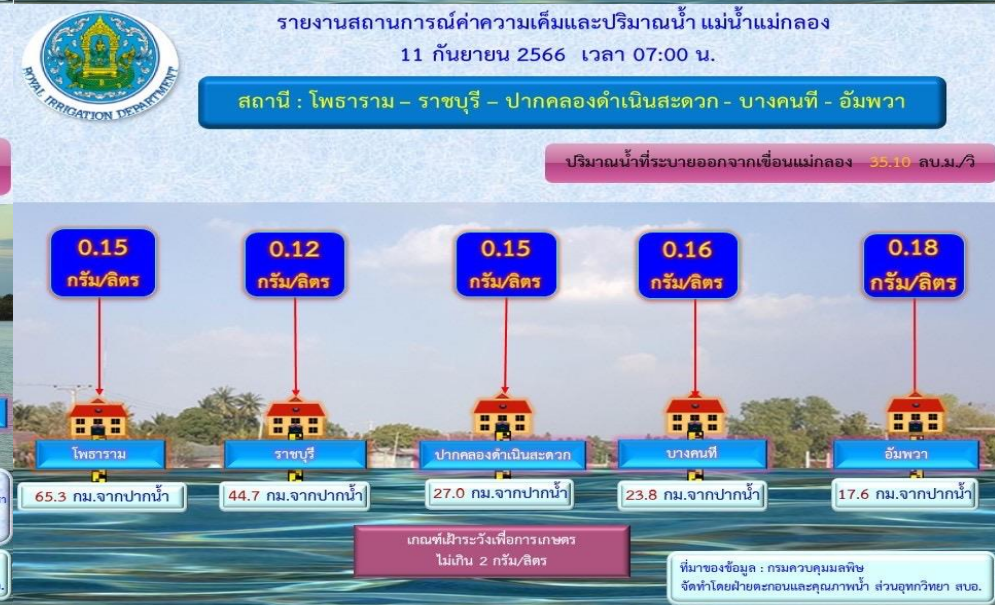 รายงานสถานการณ์ค่าความเค็มและปริมาณน้ำ แม่น้ำแม่กลอง
11 กันยายน 2566 เวลา 07:00 น.
ROYAL IRRIGATION DEPARTMENT
สถานี : โพธาราม – ราชบุรี – ปากคลองดำเนินสะดวก - บางคนที - อัมพวา
ปริมาณน้ำที่ระบายออกจากเขื่อนแม่กลอง 35.10 ลบ.ม./วิ
0.15 0.12 0.15 0.16 0.18
กรัม/ลิตร กรัม/ลิตร กรัม/ลิตร กรัม/ลิตร กรัม/ลิตร
โพธาราม ราชบุรี ปากคลองดำเนินสะดวก บางคนที อัมพวา
65.3 กม.จากปากน้ำ 44.7 กม.จากปากน้ำ 27.0 กม.จากปากน้ำ 23.8 กม.จากปากน้ำ 17.6 กม.จากปากน้ำ
เกณฑ์เฝ้าระวังเพื่อการเกษตร
ไม่เกิน 2 กรัม/ลิตร
ที่มาของข้อมูล : กรมควบคุมมลพิษ
จัดทำโดยฝ่ายตะกอนและคุณภาพน้ำ ส่วนอุทกวิทยา สบอ.